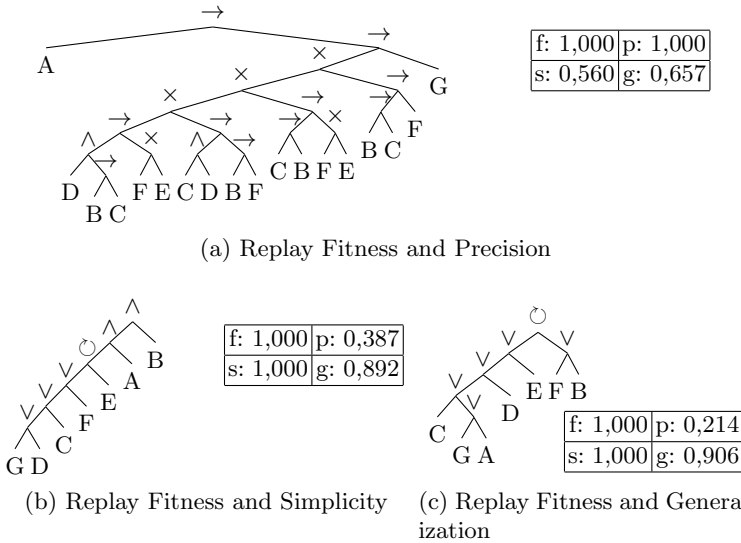 →
A → G
×
× →
× → → F
→ → × B C
∧ × ∧ → C B F E
D → F E C D B F
B C
f: 1,000 p: 1,000
s: 0,560 g: 0,657
(a) Replay Fitness and Precision
∧
∧ B
↻ A
∨ E
∨ F
∨ C
G D
f: 1,000 p: 0,387
s: 1,000 g: 0,892
(b) Replay Fitness and Simplicity
↻
∨ ∨
∨ E F B
∨ D
C ∨
G A
f: 1,000 p: 0,214
s: 1,000 g: 0,906
(c) Replay Fitness and Genera
ization